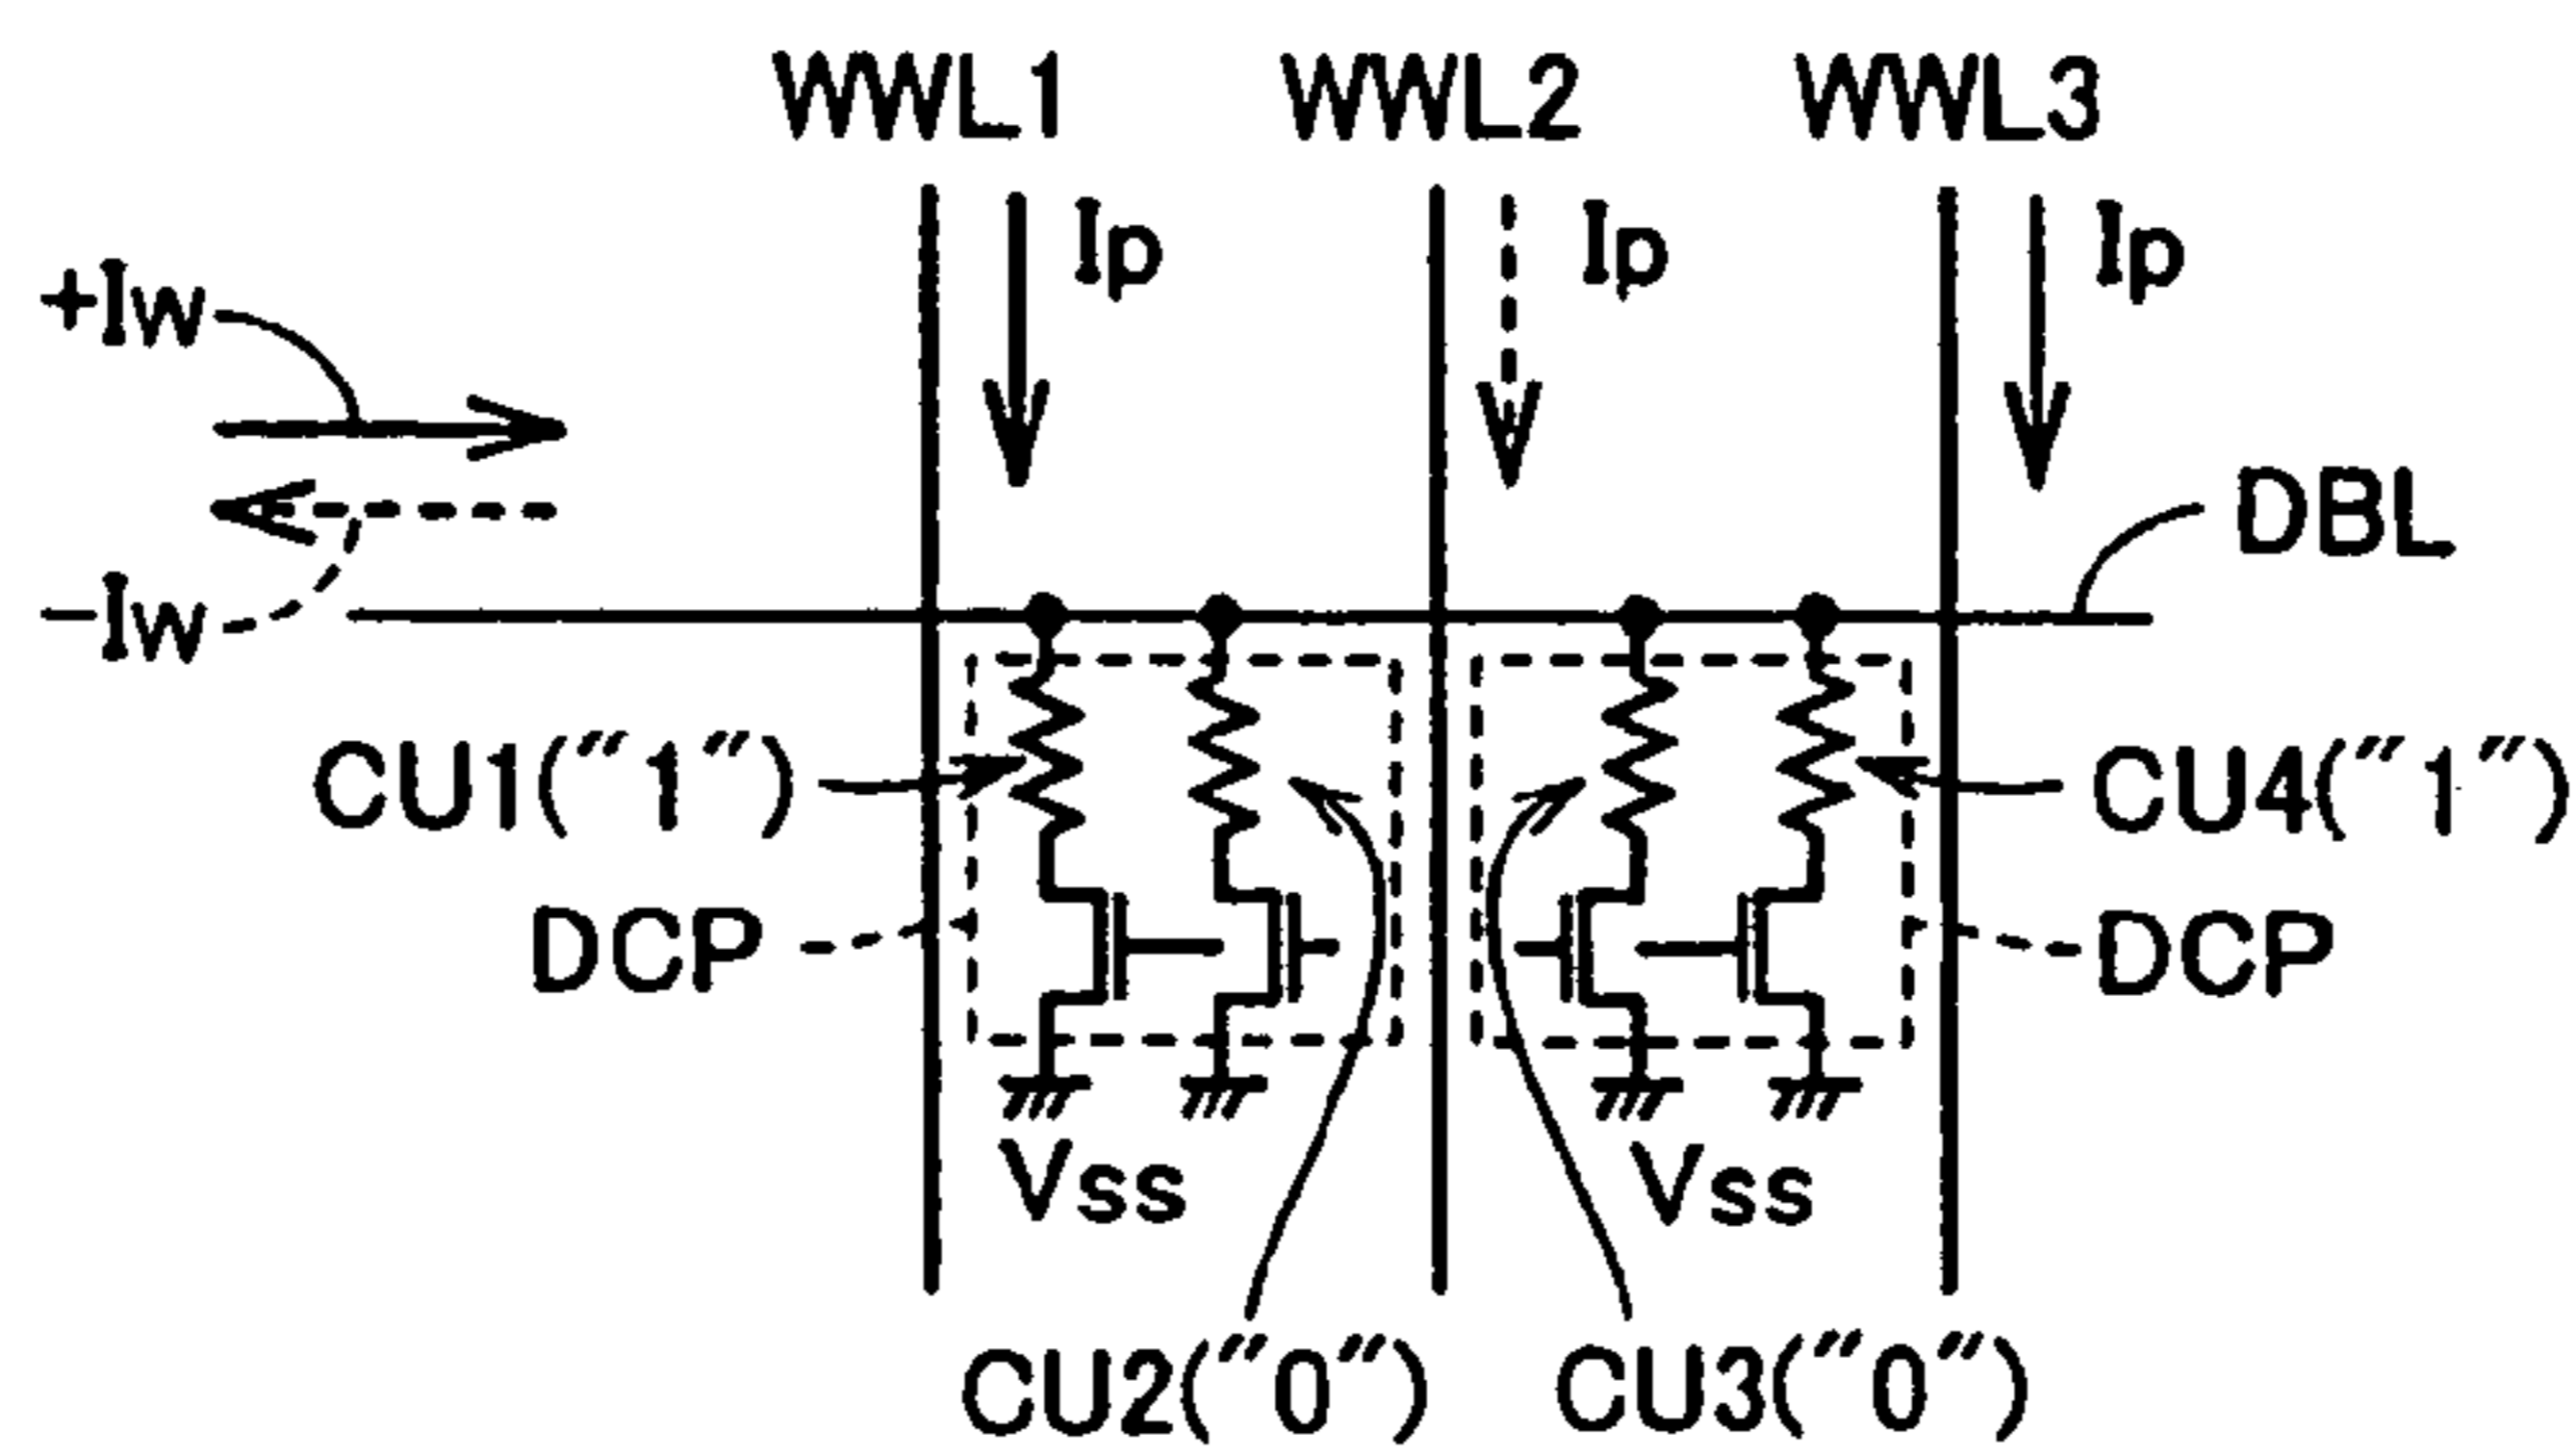 WWL1 WWL2 WWL3
Ip Ip Ip
+Iw
DBL
-Iw
CU1("1") CU4("1")
DCP DCP
Vss Vss
CU2("0") CU3("0")